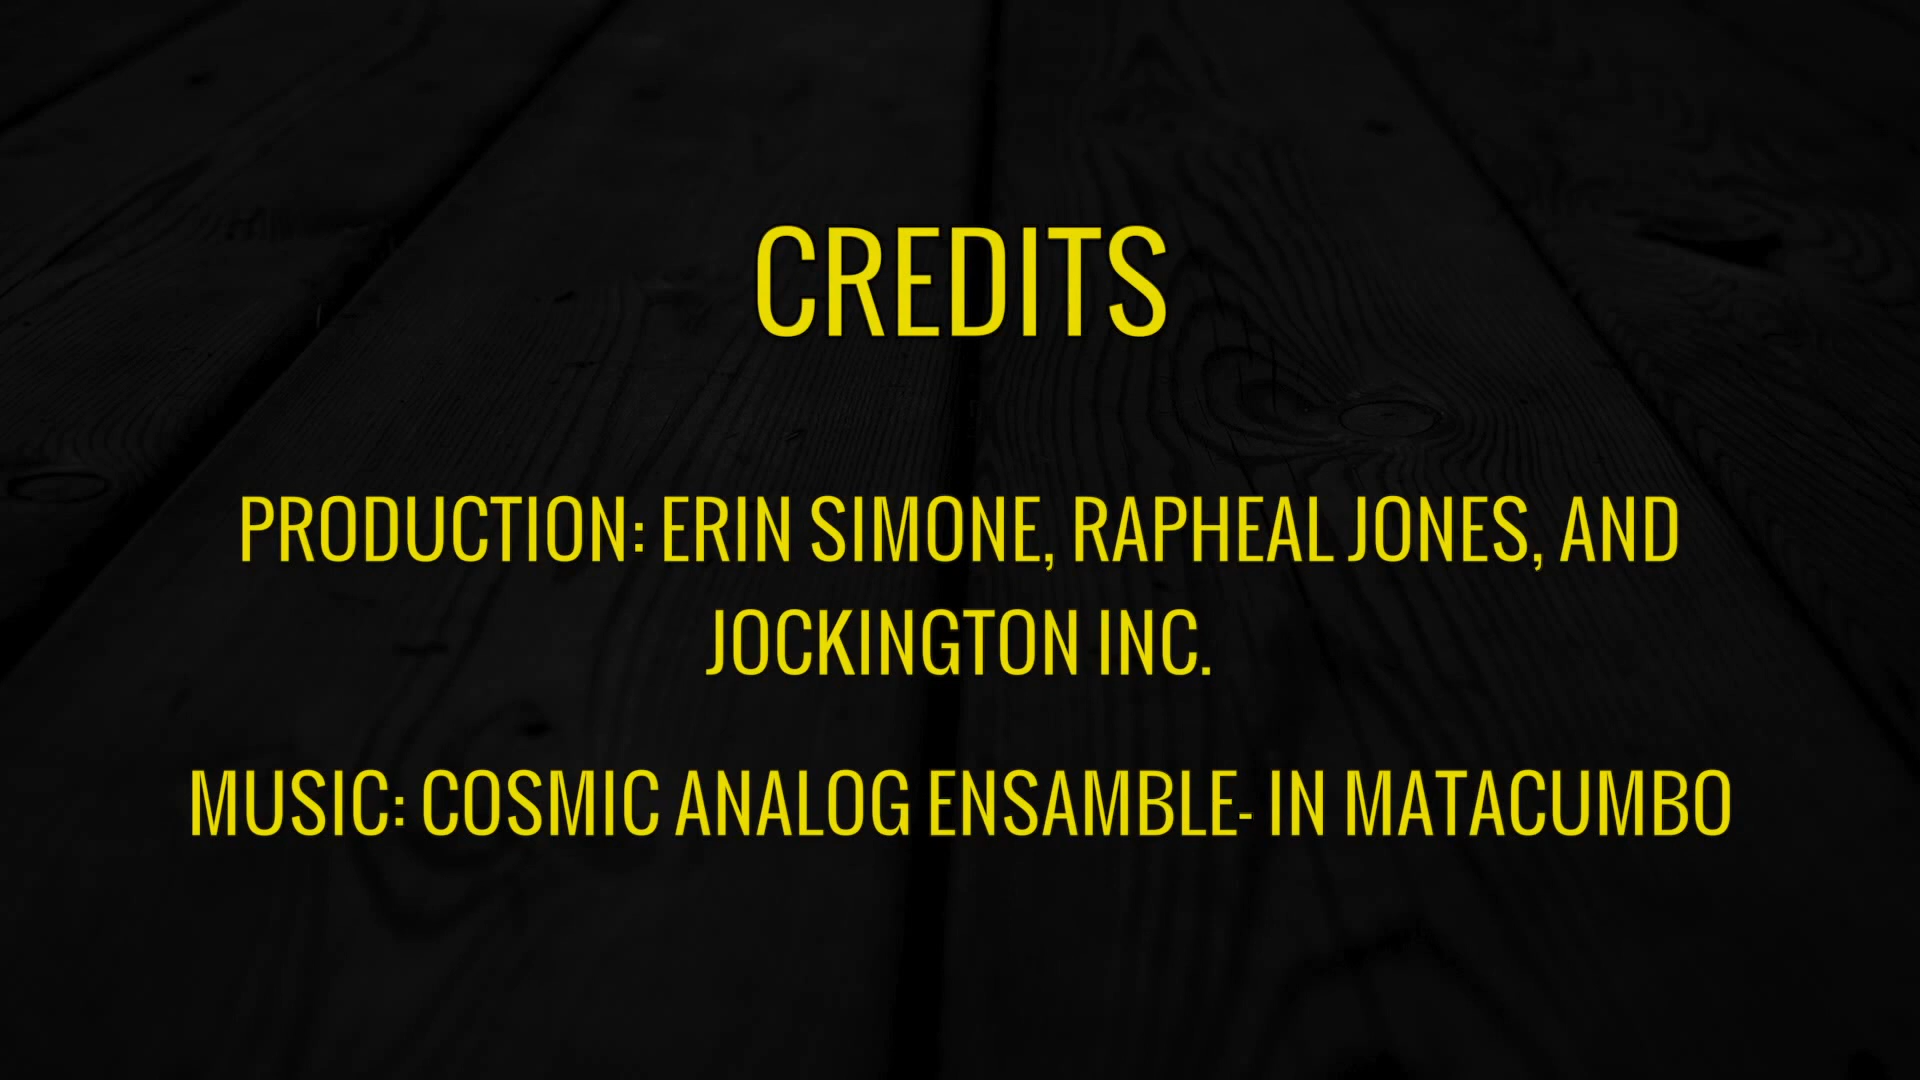 CREDITS
PRODUCTION: ERIN SIMONE, RAPHEAL JONES, AND
JOCKINGTON INC.
MUSIC: COSMIC ANALOG ENSAMBLE- IN MATACUMBO